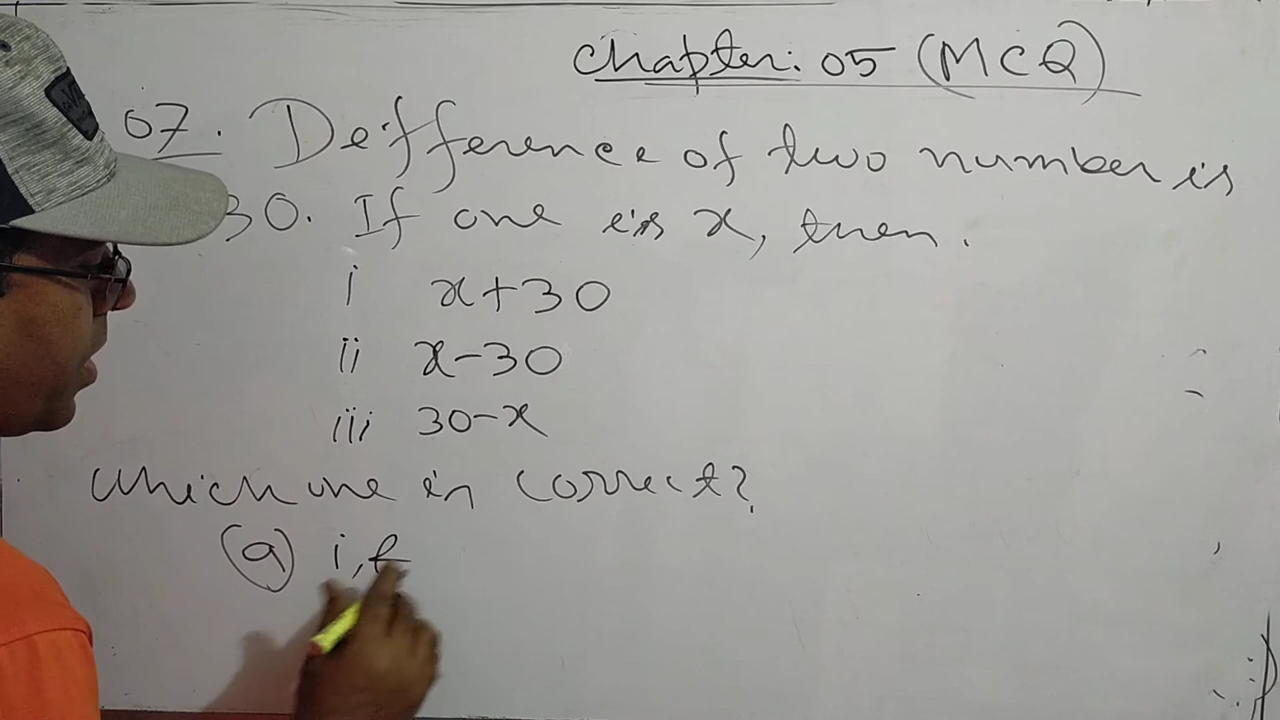 Chapter: 05 (MCQ)
07. Defference of two number is
30. If one is x, then.
i x+30
ii x-30
iii 30-x
which one is correct?
(a) i,